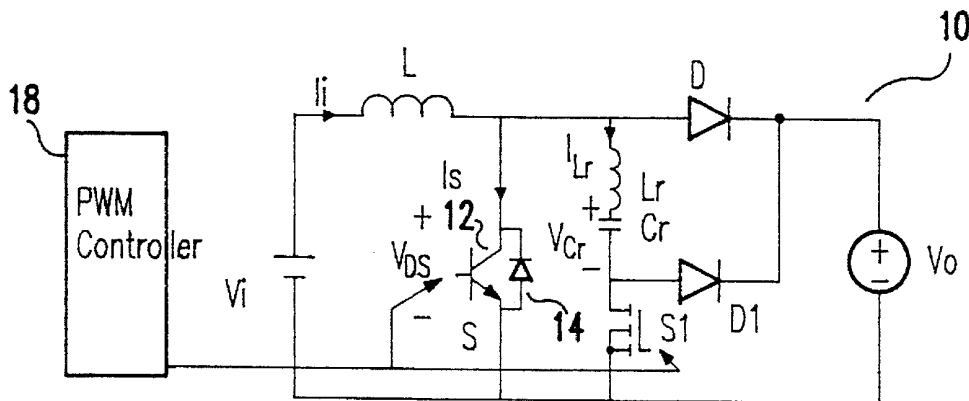 10
L
D
18
Ii
ILr
Is
Lr
PWM
Controller
+
12
+
Cr
VCr
+
VDS
−
−
Vo
Vi
−
S
14
S1
D1